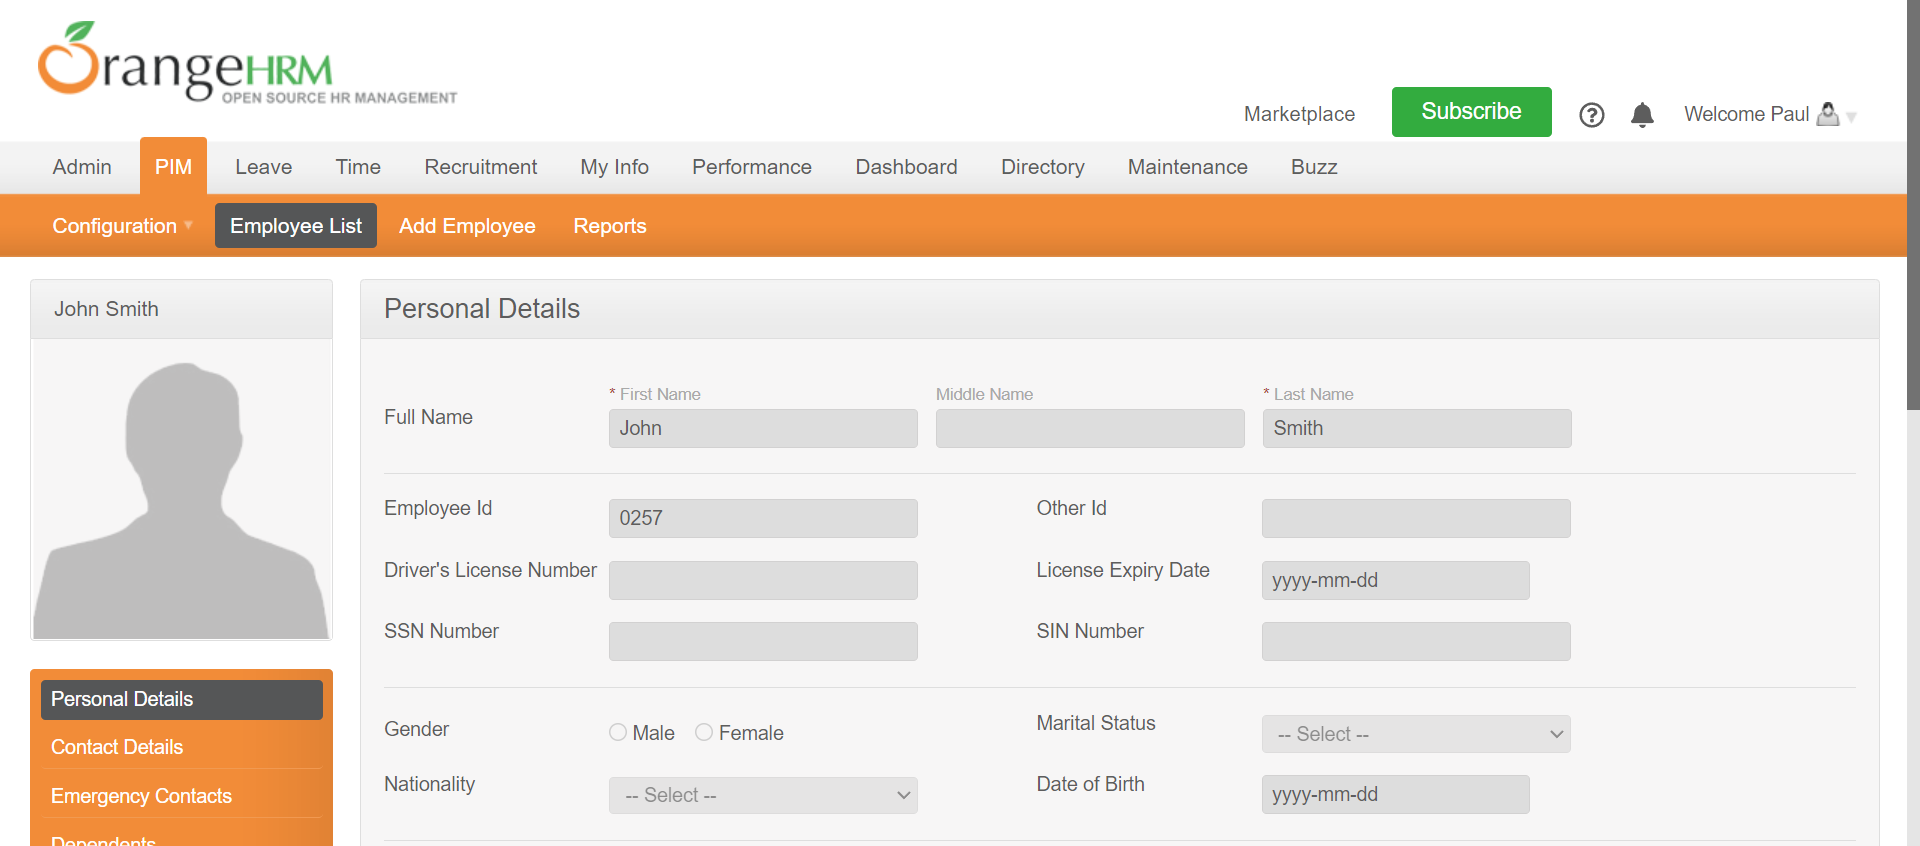 OrangeHRM
OPEN SOURCE HR MANAGEMENT
Marketplace Subscribe ? Welcome Paul
Admin PIM Leave Time Recruitment My Info Performance Dashboard Directory Maintenance Buzz
Configuration Employee List Add Employee Reports
John Smith
Personal Details
Contact Details
Emergency Contacts
Dependents
Personal Details
* First Name Middle Name * Last Name
Full Name John Smith
Employee Id 0257 Other Id
Driver's License Number License Expiry Date yyyy-mm-dd
SSN Number SIN Number
Gender Male Female Marital Status -- Select --
Nationality -- Select -- Date of Birth yyyy-mm-dd